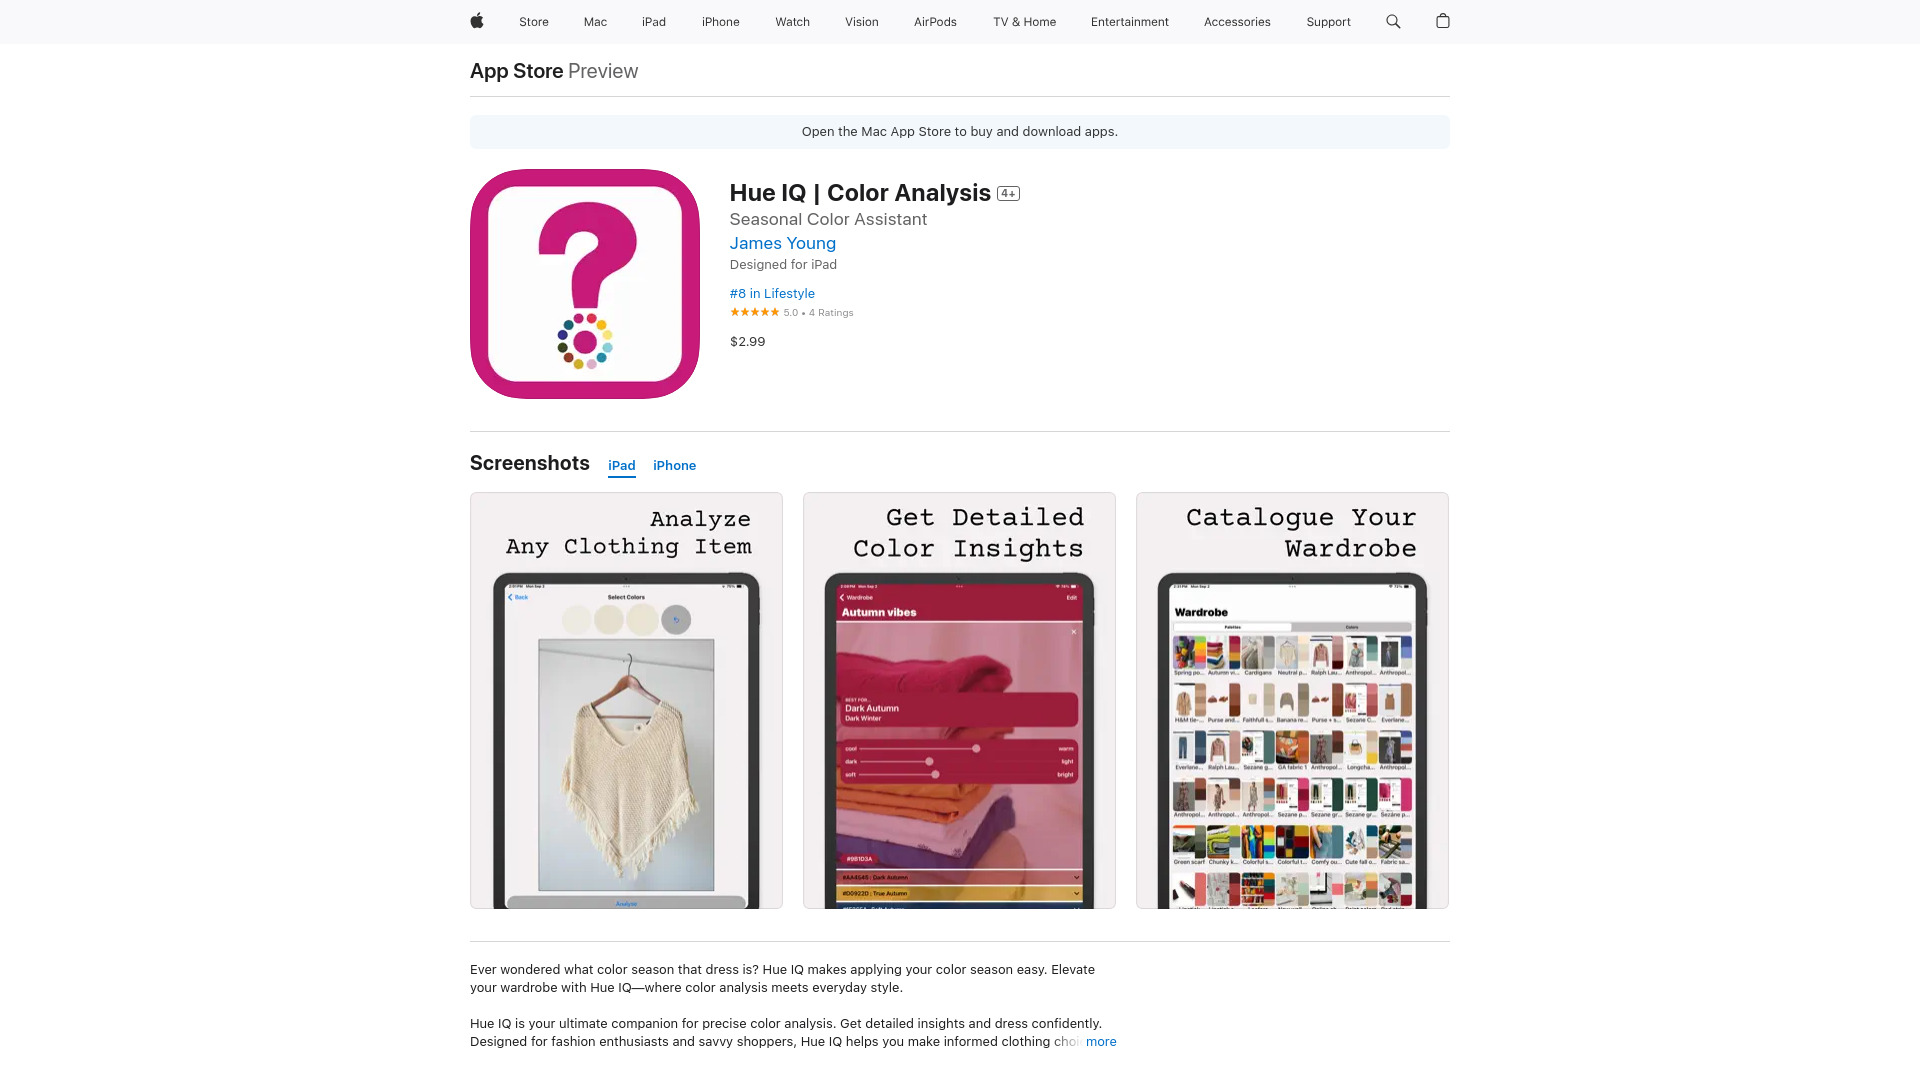 Store Mac iPad iPhone Watch Vision AirPods TV & Home Entertainment Accessories Support
App Store Preview
Open the Mac App Store to buy and download apps.
Hue IQ | Color Analysis 4+
Seasonal Color Assistant
James Young
Designed for iPad
#8 in Lifestyle
5.0 • 4 Ratings
$2.99
Screenshots iPad iPhone
Analyze
Any Clothing Item
Back Select Colors
Analyze
Get Detailed
Color Insights
Wardrobe Edit
Autumn vibes
BEST FOR...
Dark Autumn
Dark Winter
cool warm
dark light
soft bright
#9B1D3A
#AA4548 : Dark Autumn
#D0922D : True Autumn
Catalogue Your
Wardrobe
Wardrobe
Palettes Colors
Spring po... Autumn vi... Cardigans Neutral p... Ralph Lau... Anthropol... Anthropol...
H&M tie-... Purse and... Faithfull s... Banana re... Purse + s... Sezane C... Everlane...
Everlane... Ralph Lau... Sezane g... GA fabric 1 Anthropol... Longcha... Anthropol...
Anthropol... Anthropol... Anthropol... Sezane p... Sezane gr... Sezane gr... Sezane p...
Green scarf Chunky k... Colorful s... Colorful t... Comfy ou... Cute fall o... Fabric sa...
Ever wondered what color season that dress is? Hue IQ makes applying your color season easy. Elevate
your wardrobe with Hue IQ—where color analysis meets everyday style.
Hue IQ is your ultimate companion for precise color analysis. Get detailed insights and dress confidently.
Designed for fashion enthusiasts and savvy shoppers, Hue IQ helps you make informed clothing choi more